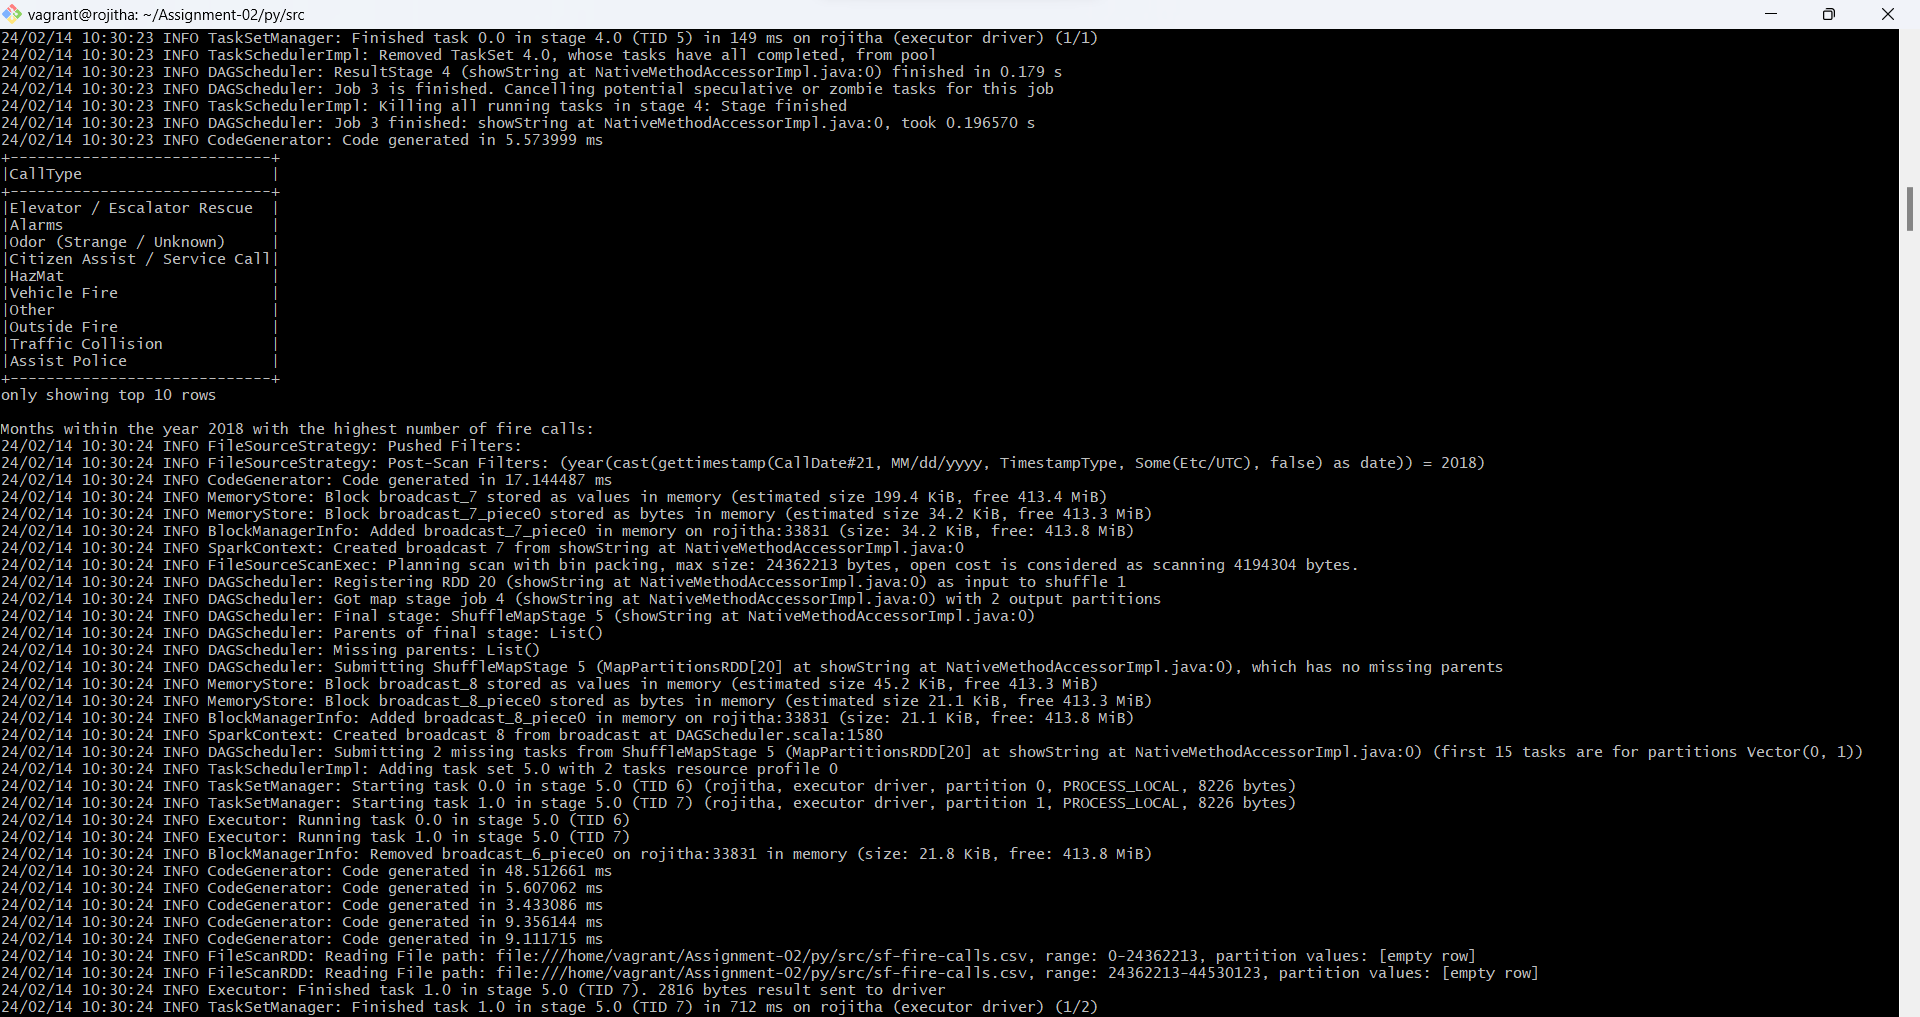 vagrant@rojitha: ~/Assignment-02/py/src
24/02/14 10:30:23 INFO TaskSetManager: Finished task 0.0 in stage 4.0 (TID 5) in 149 ms on rojitha (executor driver) (1/1)
24/02/14 10:30:23 INFO TaskSchedulerImpl: Removed TaskSet 4.0, whose tasks have all completed, from pool
24/02/14 10:30:23 INFO DAGScheduler: ResultStage 4 (showString at NativeMethodAccessorImpl.java:0) finished in 0.179 s
24/02/14 10:30:23 INFO DAGScheduler: Job 3 is finished. Cancelling potential speculative or zombie tasks for this job
24/02/14 10:30:23 INFO TaskSchedulerImpl: Killing all running tasks in stage 4: Stage finished
24/02/14 10:30:23 INFO DAGScheduler: Job 3 finished: showString at NativeMethodAccessorImpl.java:0, took 0.196570 s
24/02/14 10:30:23 INFO CodeGenerator: Code generated in 5.573999 ms
+-----------------------------+
|CallType                     |
+-----------------------------+
|Elevator / Escalator Rescue  |
|Alarms                       |
|Odor (Strange / Unknown)     |
|Citizen Assist / Service Call|
|HazMat                       |
|Vehicle Fire                 |
|Other                        |
|Outside Fire                 |
|Traffic Collision            |
|Assist Police                |
+-----------------------------+
only showing top 10 rows
Months within the year 2018 with the highest number of fire calls:
24/02/14 10:30:24 INFO FileSourceStrategy: Pushed Filters:
24/02/14 10:30:24 INFO FileSourceStrategy: Post-Scan Filters: (year(cast(gettimestamp(CallDate#21, MM/dd/yyyy, TimestampType, Some(Etc/UTC), false) as date)) = 2018)
24/02/14 10:30:24 INFO CodeGenerator: Code generated in 17.144487 ms
24/02/14 10:30:24 INFO MemoryStore: Block broadcast_7 stored as values in memory (estimated size 199.4 KiB, free 413.4 MiB)
24/02/14 10:30:24 INFO MemoryStore: Block broadcast_7_piece0 stored as bytes in memory (estimated size 34.2 KiB, free 413.3 MiB)
24/02/14 10:30:24 INFO BlockManagerInfo: Added broadcast_7_piece0 in memory on rojitha:33831 (size: 34.2 KiB, free: 413.8 MiB)
24/02/14 10:30:24 INFO SparkContext: Created broadcast 7 from showString at NativeMethodAccessorImpl.java:0
24/02/14 10:30:24 INFO FileSourceScanExec: Planning scan with bin packing, max size: 24362213 bytes, open cost is considered as scanning 4194304 bytes.
24/02/14 10:30:24 INFO DAGScheduler: Registering RDD 20 (showString at NativeMethodAccessorImpl.java:0) as input to shuffle 1
24/02/14 10:30:24 INFO DAGScheduler: Got map stage job 4 (showString at NativeMethodAccessorImpl.java:0) with 2 output partitions
24/02/14 10:30:24 INFO DAGScheduler: Final stage: ShuffleMapStage 5 (showString at NativeMethodAccessorImpl.java:0)
24/02/14 10:30:24 INFO DAGScheduler: Parents of final stage: List()
24/02/14 10:30:24 INFO DAGScheduler: Missing parents: List()
24/02/14 10:30:24 INFO DAGScheduler: Submitting ShuffleMapStage 5 (MapPartitionsRDD[20] at showString at NativeMethodAccessorImpl.java:0), which has no missing parents
24/02/14 10:30:24 INFO MemoryStore: Block broadcast_8 stored as values in memory (estimated size 45.2 KiB, free 413.3 MiB)
24/02/14 10:30:24 INFO MemoryStore: Block broadcast_8_piece0 stored as bytes in memory (estimated size 21.1 KiB, free 413.3 MiB)
24/02/14 10:30:24 INFO BlockManagerInfo: Added broadcast_8_piece0 in memory on rojitha:33831 (size: 21.1 KiB, free: 413.8 MiB)
24/02/14 10:30:24 INFO SparkContext: Created broadcast 8 from broadcast at DAGScheduler.scala:1580
24/02/14 10:30:24 INFO DAGScheduler: Submitting 2 missing tasks from ShuffleMapStage 5 (MapPartitionsRDD[20] at showString at NativeMethodAccessorImpl.java:0) (first 15 tasks are for partitions Vector(0, 1))
24/02/14 10:30:24 INFO TaskSchedulerImpl: Adding task set 5.0 with 2 tasks resource profile 0
24/02/14 10:30:24 INFO TaskSetManager: Starting task 0.0 in stage 5.0 (TID 6) (rojitha, executor driver, partition 0, PROCESS_LOCAL, 8226 bytes)
24/02/14 10:30:24 INFO TaskSetManager: Starting task 1.0 in stage 5.0 (TID 7) (rojitha, executor driver, partition 1, PROCESS_LOCAL, 8226 bytes)
24/02/14 10:30:24 INFO Executor: Running task 0.0 in stage 5.0 (TID 6)
24/02/14 10:30:24 INFO Executor: Running task 1.0 in stage 5.0 (TID 7)
24/02/14 10:30:24 INFO BlockManagerInfo: Removed broadcast_6_piece0 on rojitha:33831 in memory (size: 21.8 KiB, free: 413.8 MiB)
24/02/14 10:30:24 INFO CodeGenerator: Code generated in 48.512661 ms
24/02/14 10:30:24 INFO CodeGenerator: Code generated in 5.607062 ms
24/02/14 10:30:24 INFO CodeGenerator: Code generated in 3.433086 ms
24/02/14 10:30:24 INFO CodeGenerator: Code generated in 9.356144 ms
24/02/14 10:30:24 INFO CodeGenerator: Code generated in 9.111715 ms
24/02/14 10:30:24 INFO FileScanRDD: Reading File path: file:///home/vagrant/Assignment-02/py/src/sf-fire-calls.csv, range: 0-24362213, partition values: [empty row]
24/02/14 10:30:24 INFO FileScanRDD: Reading File path: file:///home/vagrant/Assignment-02/py/src/sf-fire-calls.csv, range: 24362213-44530123, partition values: [empty row]
24/02/14 10:30:24 INFO Executor: Finished task 1.0 in stage 5.0 (TID 7). 2816 bytes result sent to driver
24/02/14 10:30:24 INFO TaskSetManager: Finished task 1.0 in stage 5.0 (TID 7) in 712 ms on rojitha (executor driver) (1/2)